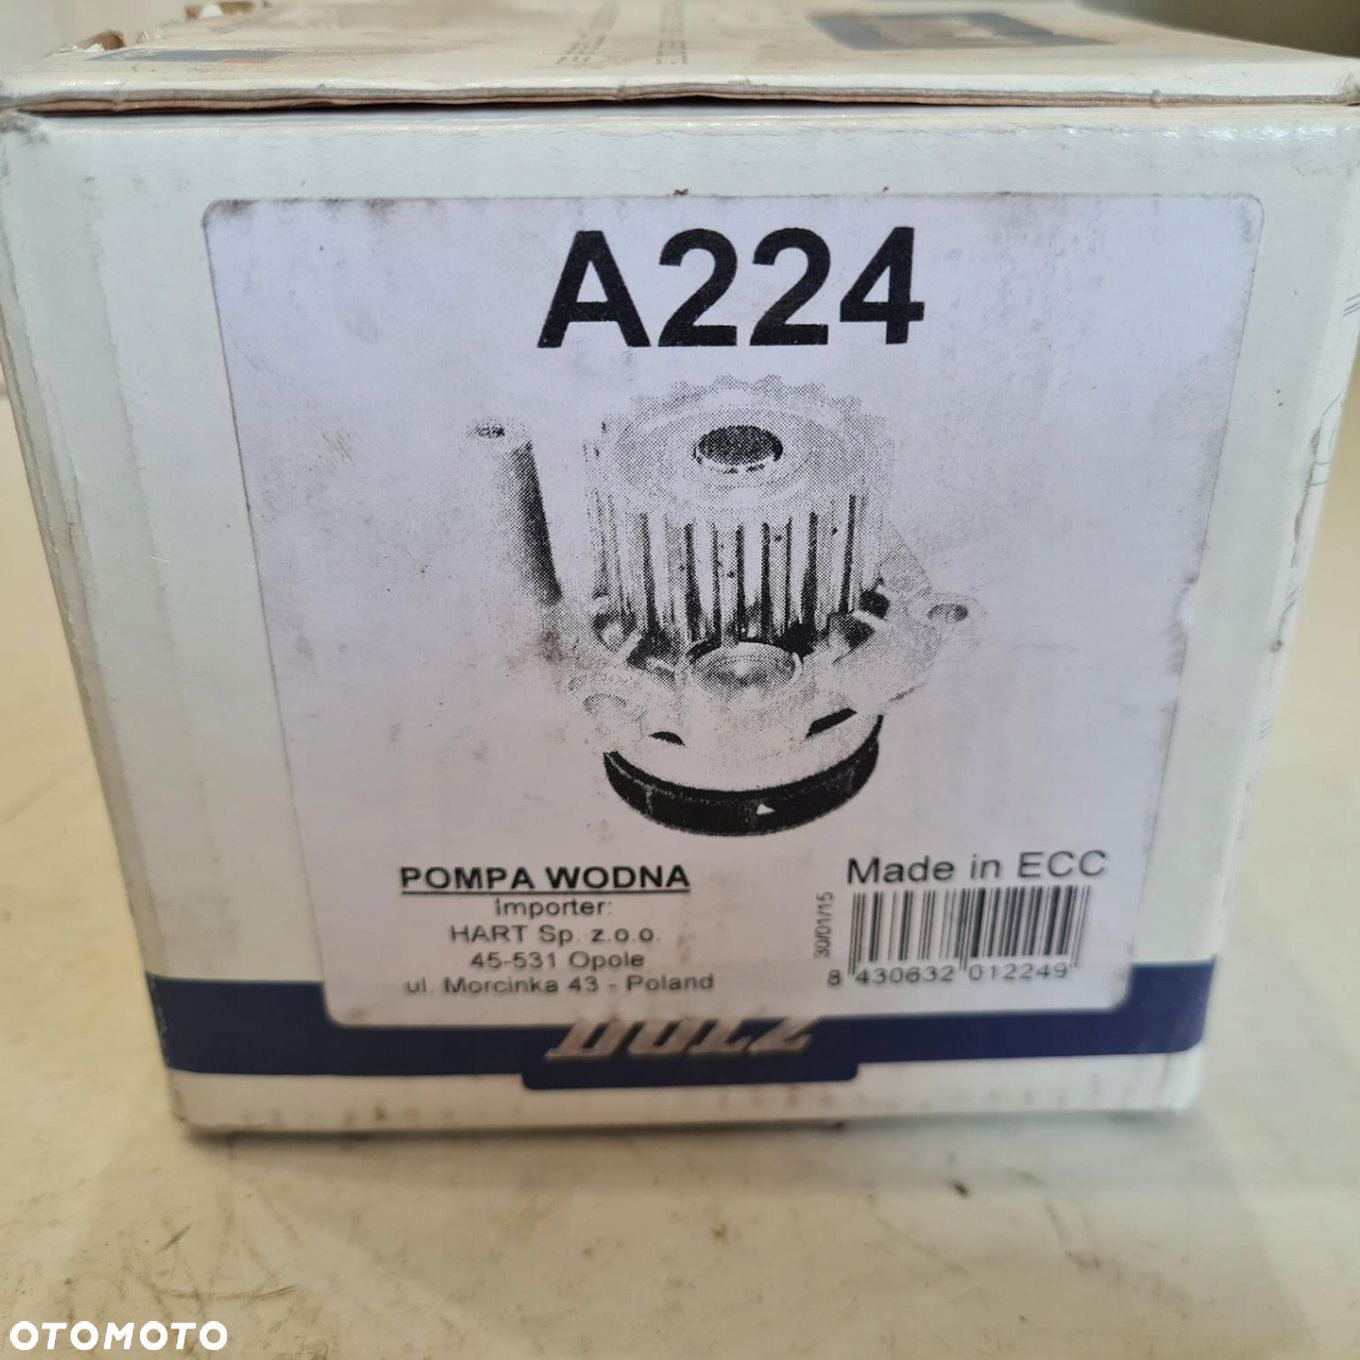 A224
POMPA WODNA
Importer:
HART Sp. z.o.o.
45-531 Opole
ul. Morcinka 43 - Poland
Made in ECC
30/01/15
8 430632 012249
DOLZ
OTOMOTO